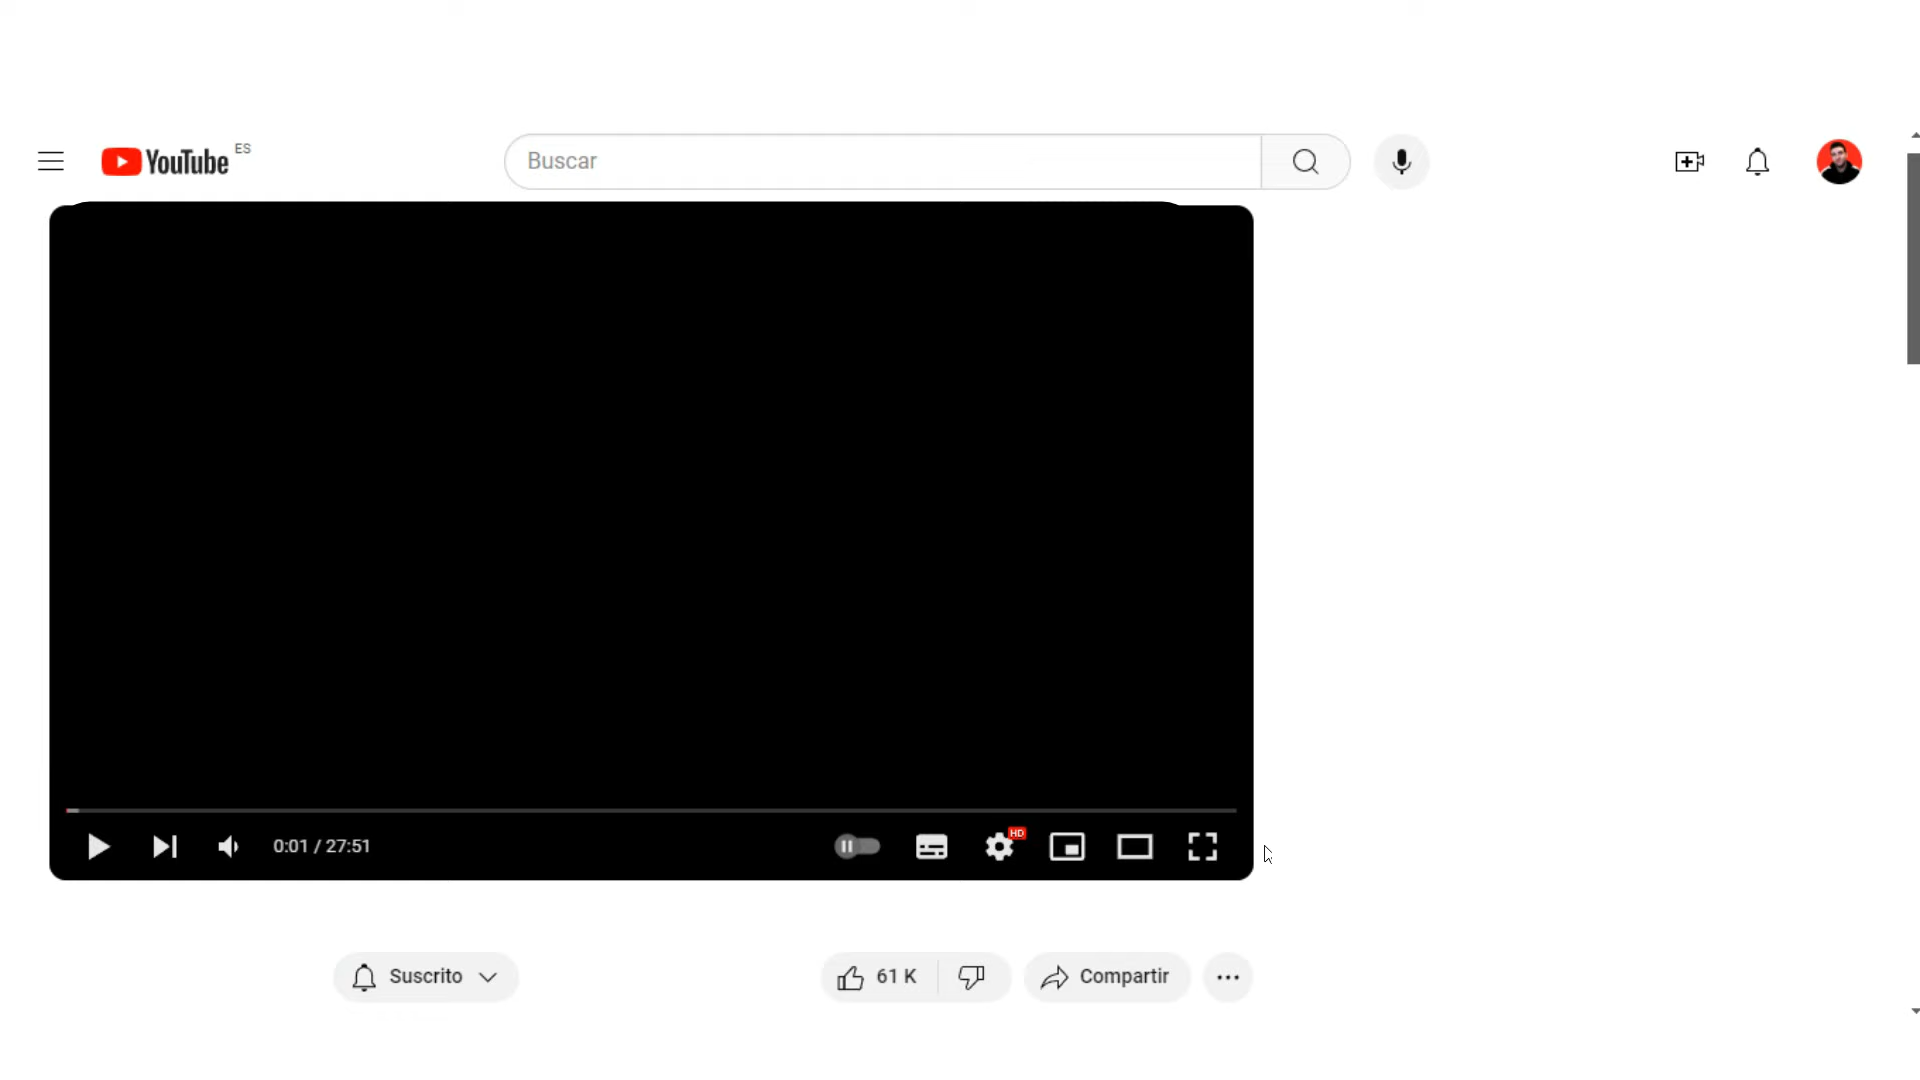 YouTube ES
Buscar
0:01 / 27:51
HD
Suscrito
61 K
Compartir